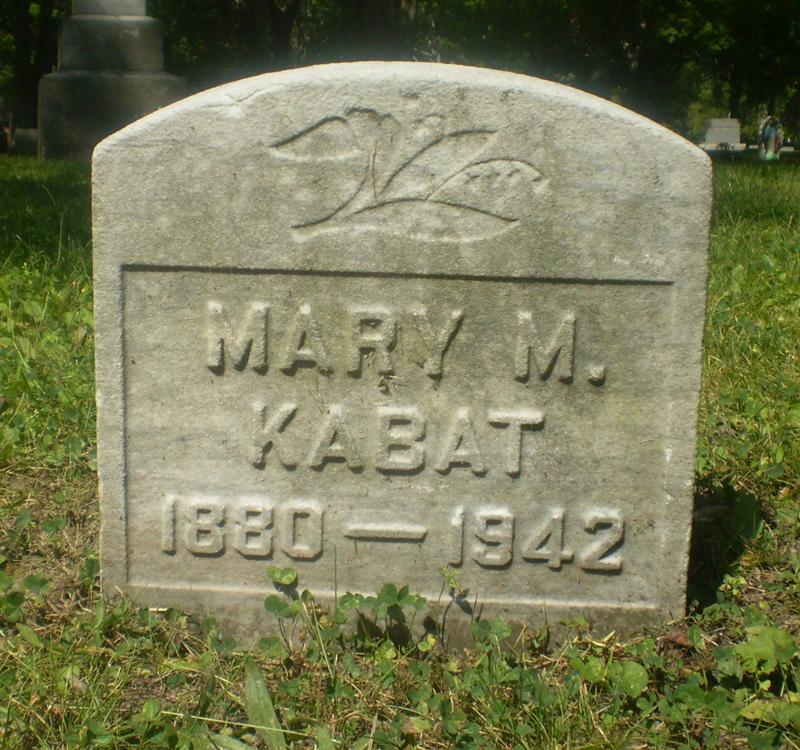 MARY M.
KABAT
1880 — 1942